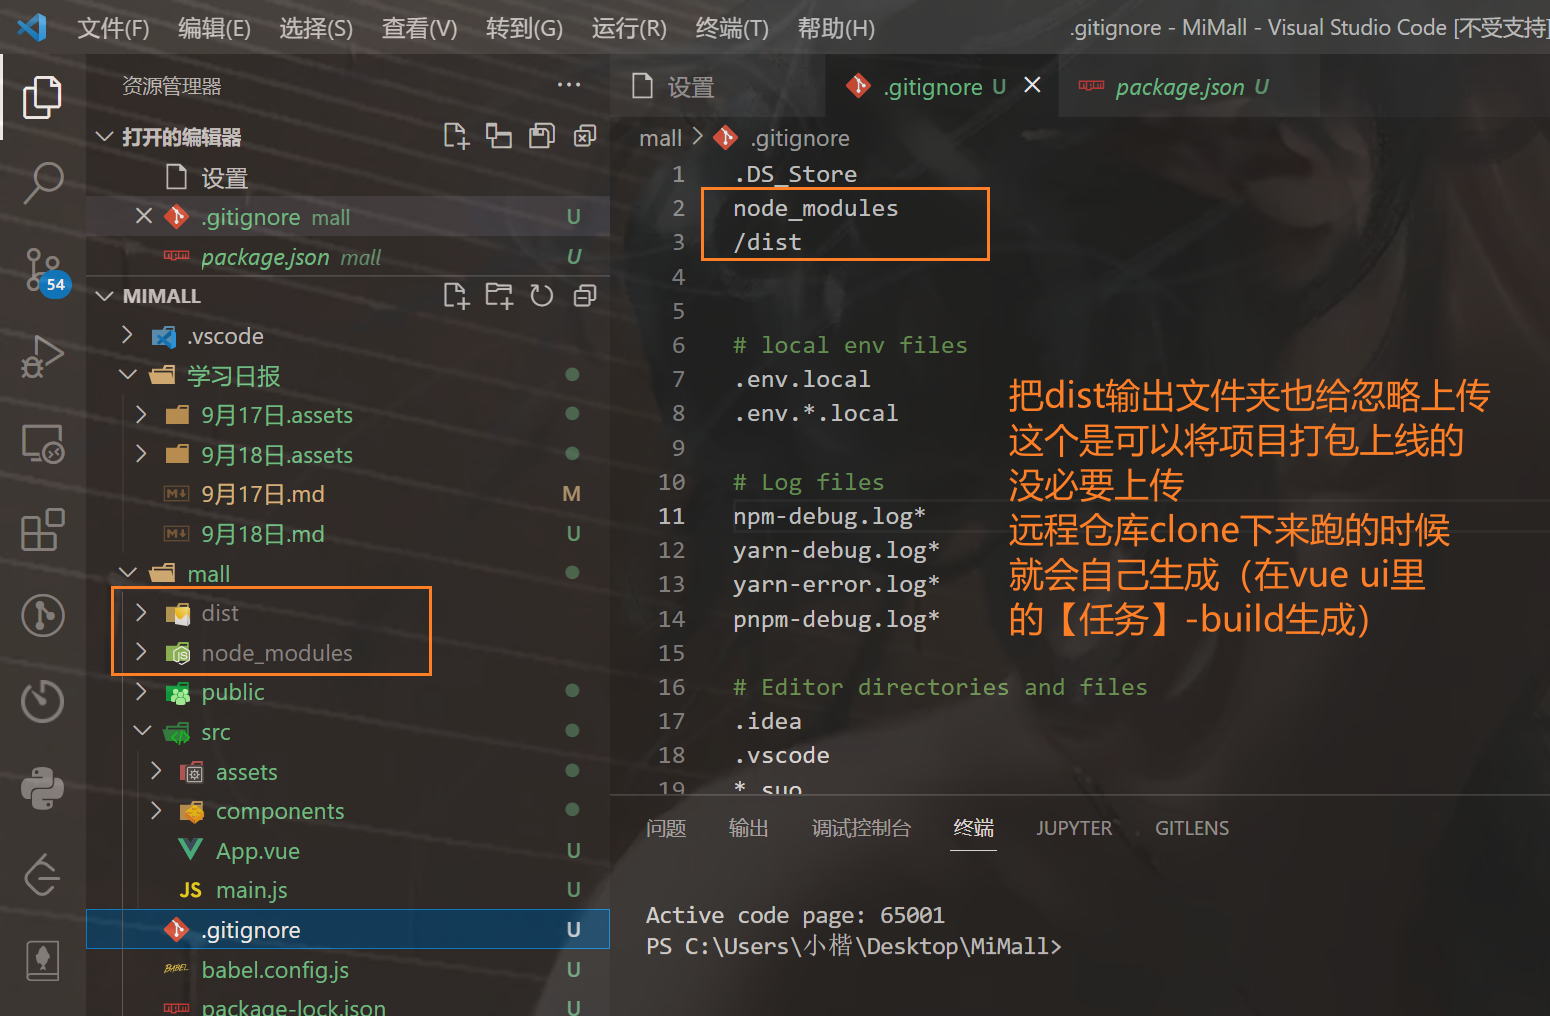 文件(F) 编辑(E) 选择(S) 查看(V) 转到(G) 运行(R) 终端(T) 帮助(H) .gitignore - MiMall - Visual Studio Code [不受支持]
资源管理器 ···
设置 .gitignore U package.json U
打开的编辑器
mall > .gitignore
设置
.gitignore mall U
package.json mall U
54
MIMALL
.vscode
学习日报
9月17日.assets
9月18日.assets
9月17日.md M
9月18日.md U
mall
dist
node_modules
public
src
assets
components
App.vue U
JS main.js U
.gitignore U
BABEL babel.config.js U
package-lock.json U
1 .DS_Store
2 node_modules
3 /dist
4
5
6 # local env files
7 .env.local
8 .env.*.local
9
10 # Log files
11 npm-debug.log*
12 yarn-debug.log*
13 yarn-error.log*
14 pnpm-debug.log*
15
16 # Editor directories and files
17 .idea
18 .vscode
19 *.suo
把dist输出文件夹也给忽略上传
这个是可以将项目打包上线的
没必要上传
远程仓库clone下来跑的时候
就会自己生成（在vue ui里
的【任务】-build生成）
问题 输出 调试控制台 终端 JUPYTER GITLENS
Active code page: 65001
PS C:\Users\小楷\Desktop\MiMall>